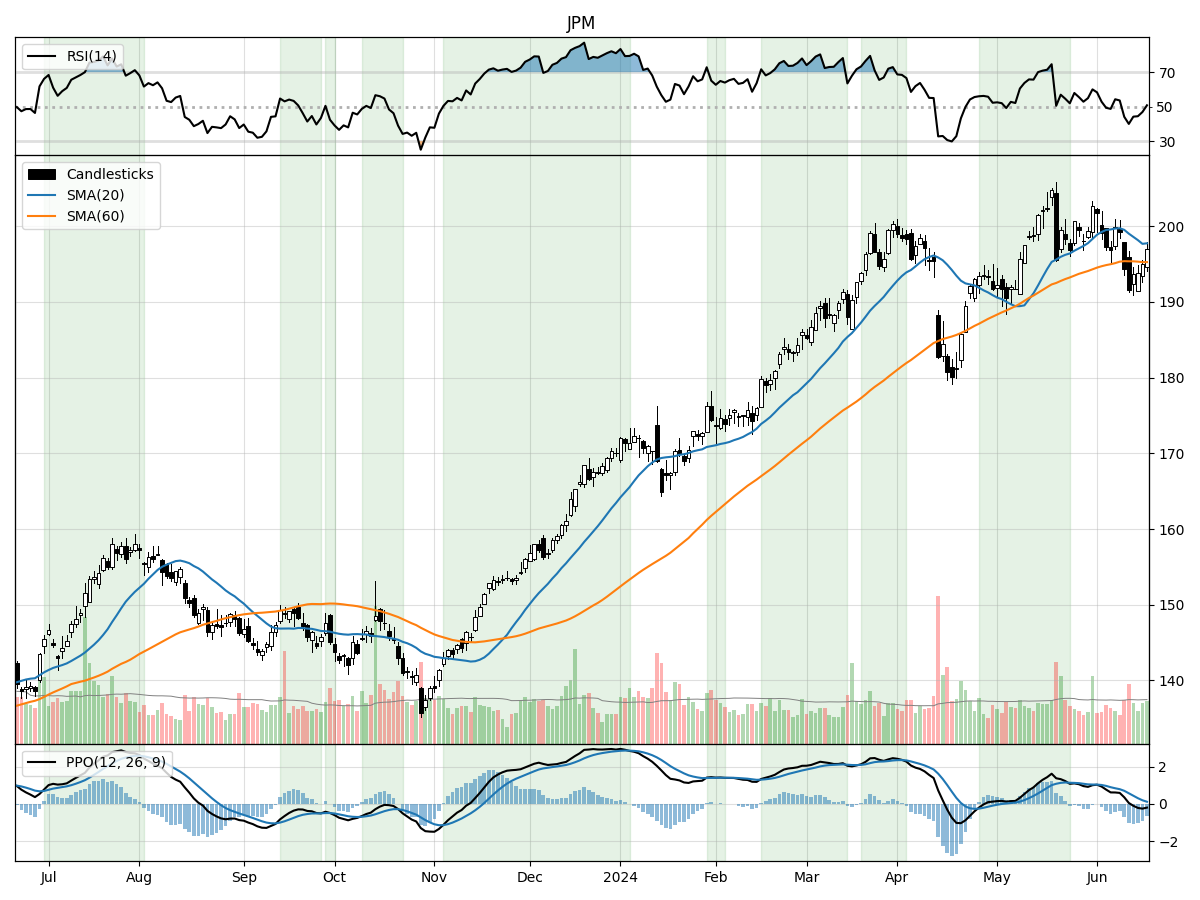 JPM
RSI(14)
70
50
30
Candlesticks
SMA(20)
SMA(60)
200
190
180
170
160
150
140
PPO(12, 26, 9)
2
0
−2
Jul Aug Sep Oct Nov Dec 2024 Feb Mar Apr May Jun